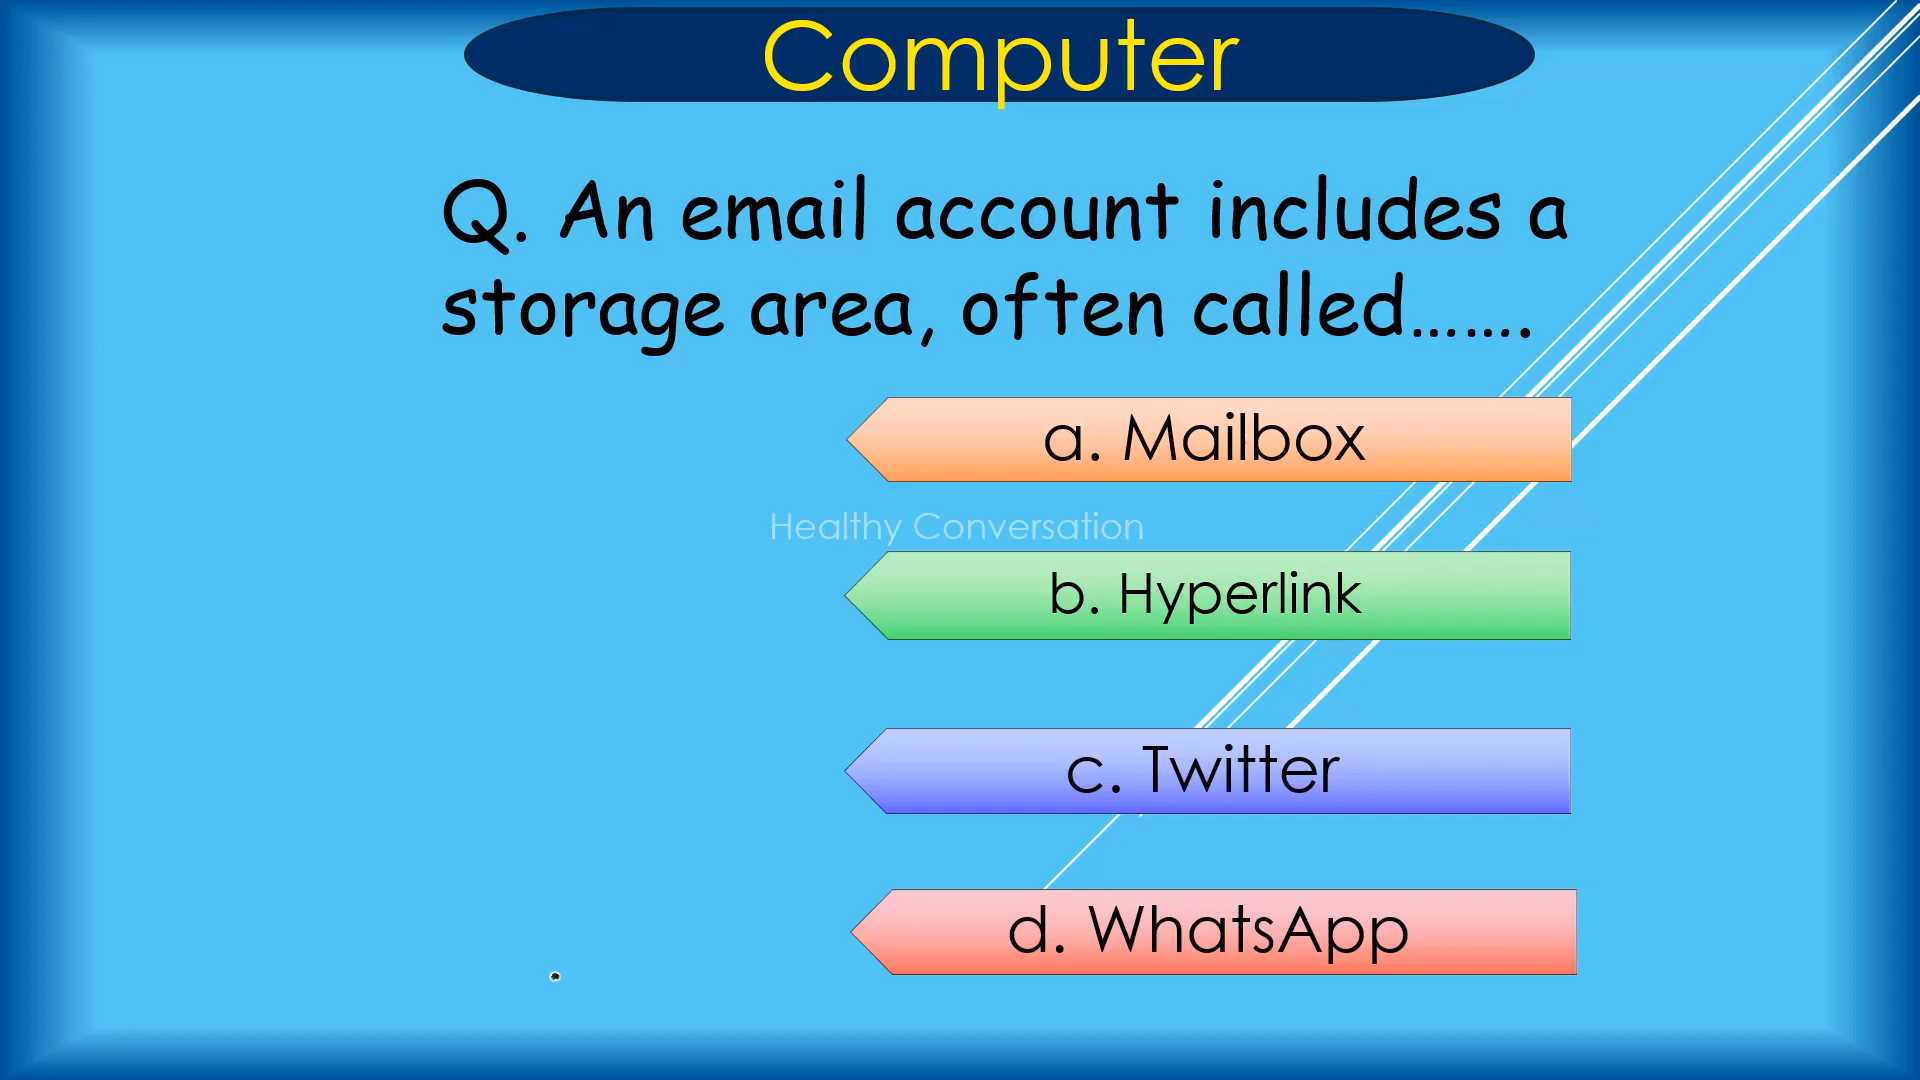 Computer
Q. An email account includes a
storage area, often called.......
a. Mailbox
Healthy Conversation
b. Hyperlink
c. Twitter
d. WhatsApp